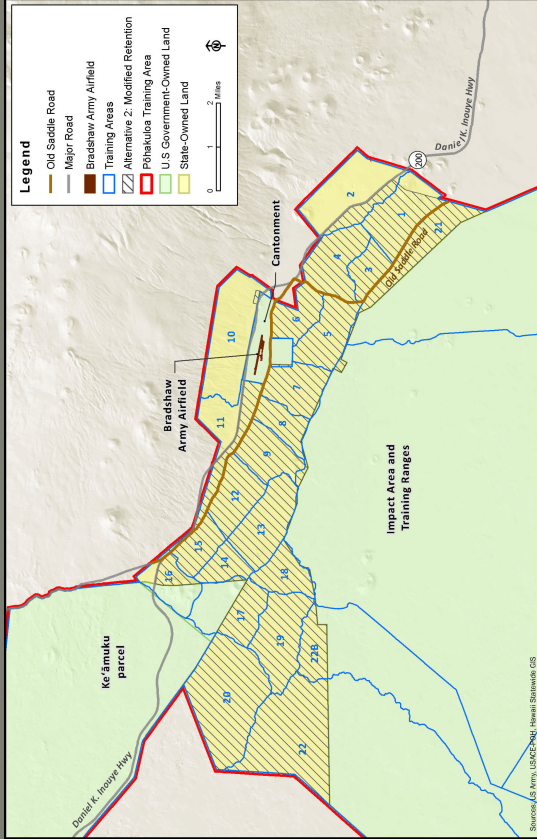 Legend
Old Saddle Road
Major Road
Bradshaw Army Airfield
Training Areas
Alternative 2: Modified Retention
Pōhakuloa Training Area
U.S Government-Owned Land
State-Owned Land
0 1 2 Miles
N
Daniel K. Inouye Hwy
Ke'āmuku
parcel
Bradshaw
Army Airfield
Cantonment
Daniel K. Inouye Hwy
200
Old Saddle Road
Impact Area and
Training Ranges
16
15
14
12
13
11
10
9
8
7
6
5
4
3
2
1
21
17
18
19
20
22
22B
Sources: US Army, USACE-POH, Hawaii Statewide GIS